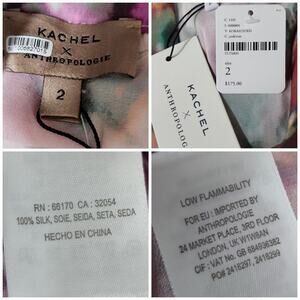 6006827015
KACHEL
X
ANTHROPOLOGIE
2
KACHEL
X
ANTHROPOLOGIE
2
$175.00
RN : 66170 CA : 32054
100% SILK, SOIE, SEIDA, SETA, SEDA
HECHO EN CHINA
LOW FLAMMABILITY
FOR EU : IMPORTED BY
ANTHROPOLOGIE
24 MARKET PLACE, 3RD FLOOR
LONDON, UK W1W8AN
CIF : VAT No. GB 684936382
PO# 2416297, 2416299